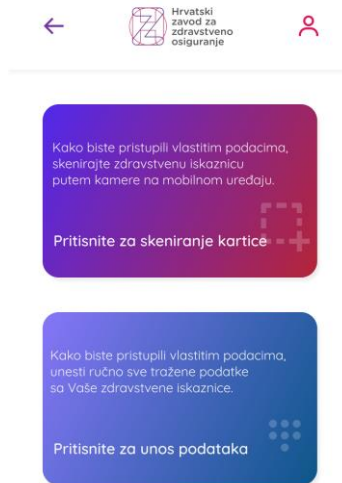 Hrvatski
zavod za
zdravstveno
osiguranje
Kako biste pristupili vlastitim podacima,
skenirajte zdravstvenu iskaznicu
putem kamere na mobilnom uređaju.
Pritisnite za skeniranje kartice
Kako biste pristupili vlastitim podacima,
unesti ručno sve tražene podatke
sa Vaše zdravstvene iskaznice.
Pritisnite za unos podataka